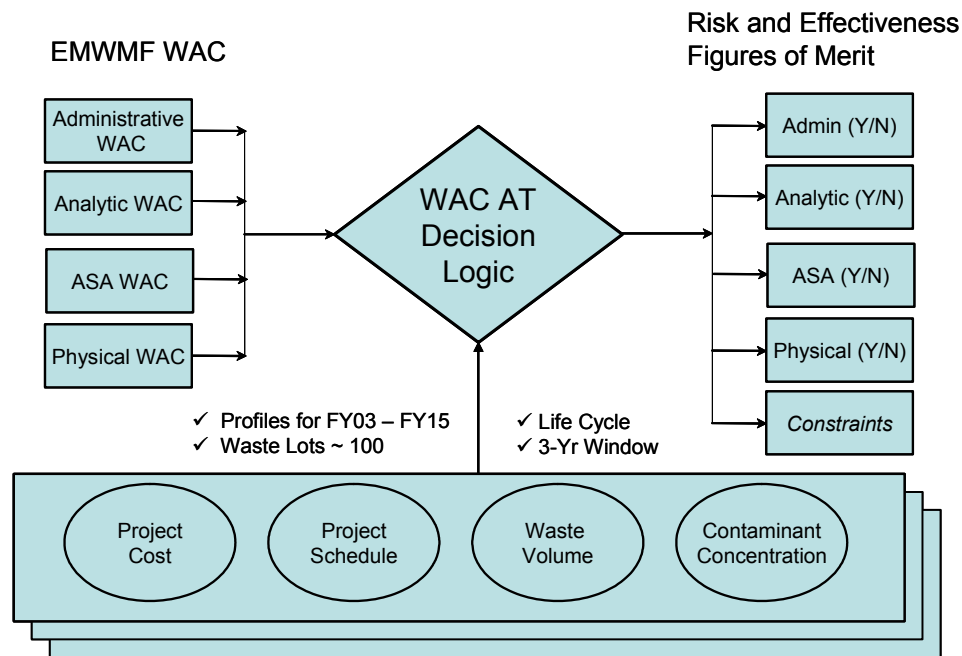 EMWMF WAC
Risk and Effectiveness
Figures of Merit
Administrative
WAC
Analytic WAC
ASA WAC
Physical WAC
WAC AT
Decision
Logic
Admin (Y/N)
Analytic (Y/N)
ASA (Y/N)
Physical (Y/N)
Constraints
✓ Profiles for FY03 – FY15
✓ Waste Lots ~ 100
✓ Life Cycle
✓ 3-Yr Window
Project
Cost
Project
Schedule
Waste
Volume
Contaminant
Concentration